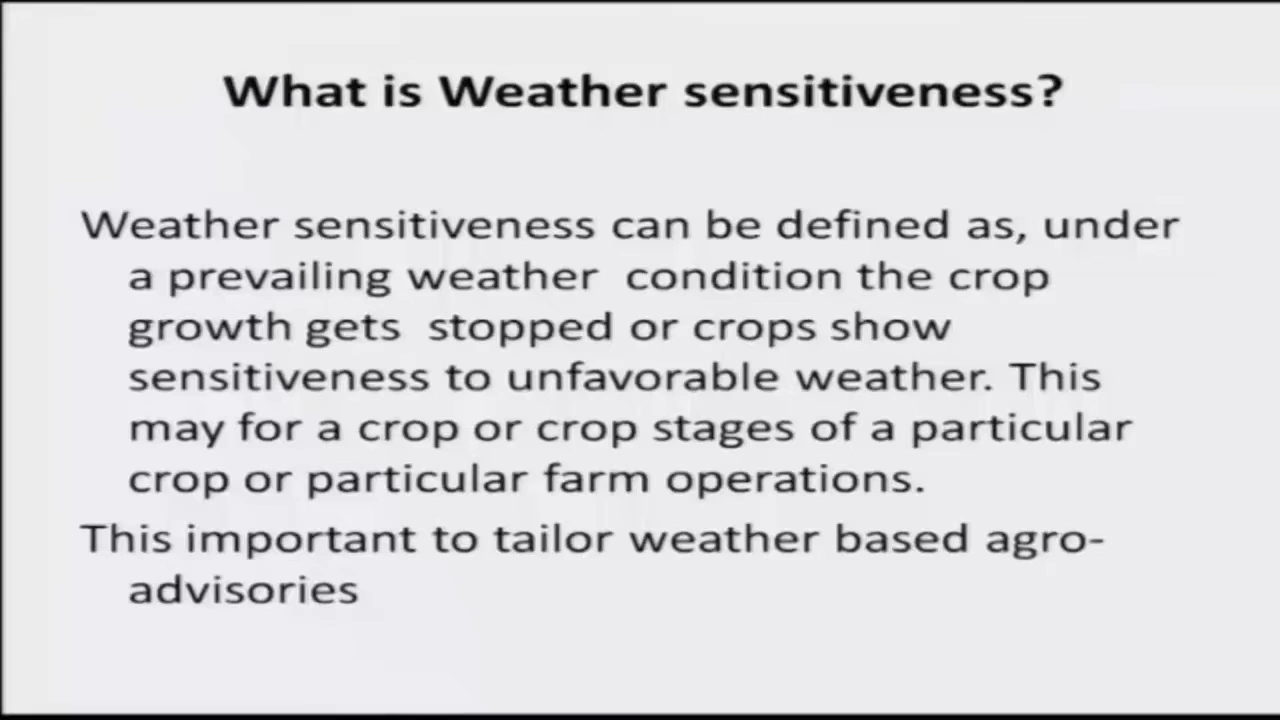 What is Weather sensitiveness?
Weather sensitiveness can be defined as, under
a prevailing weather condition the crop
growth gets stopped or crops show
sensitiveness to unfavorable weather. This
may for a crop or crop stages of a particular
crop or particular farm operations.
This important to tailor weather based agro-
advisories